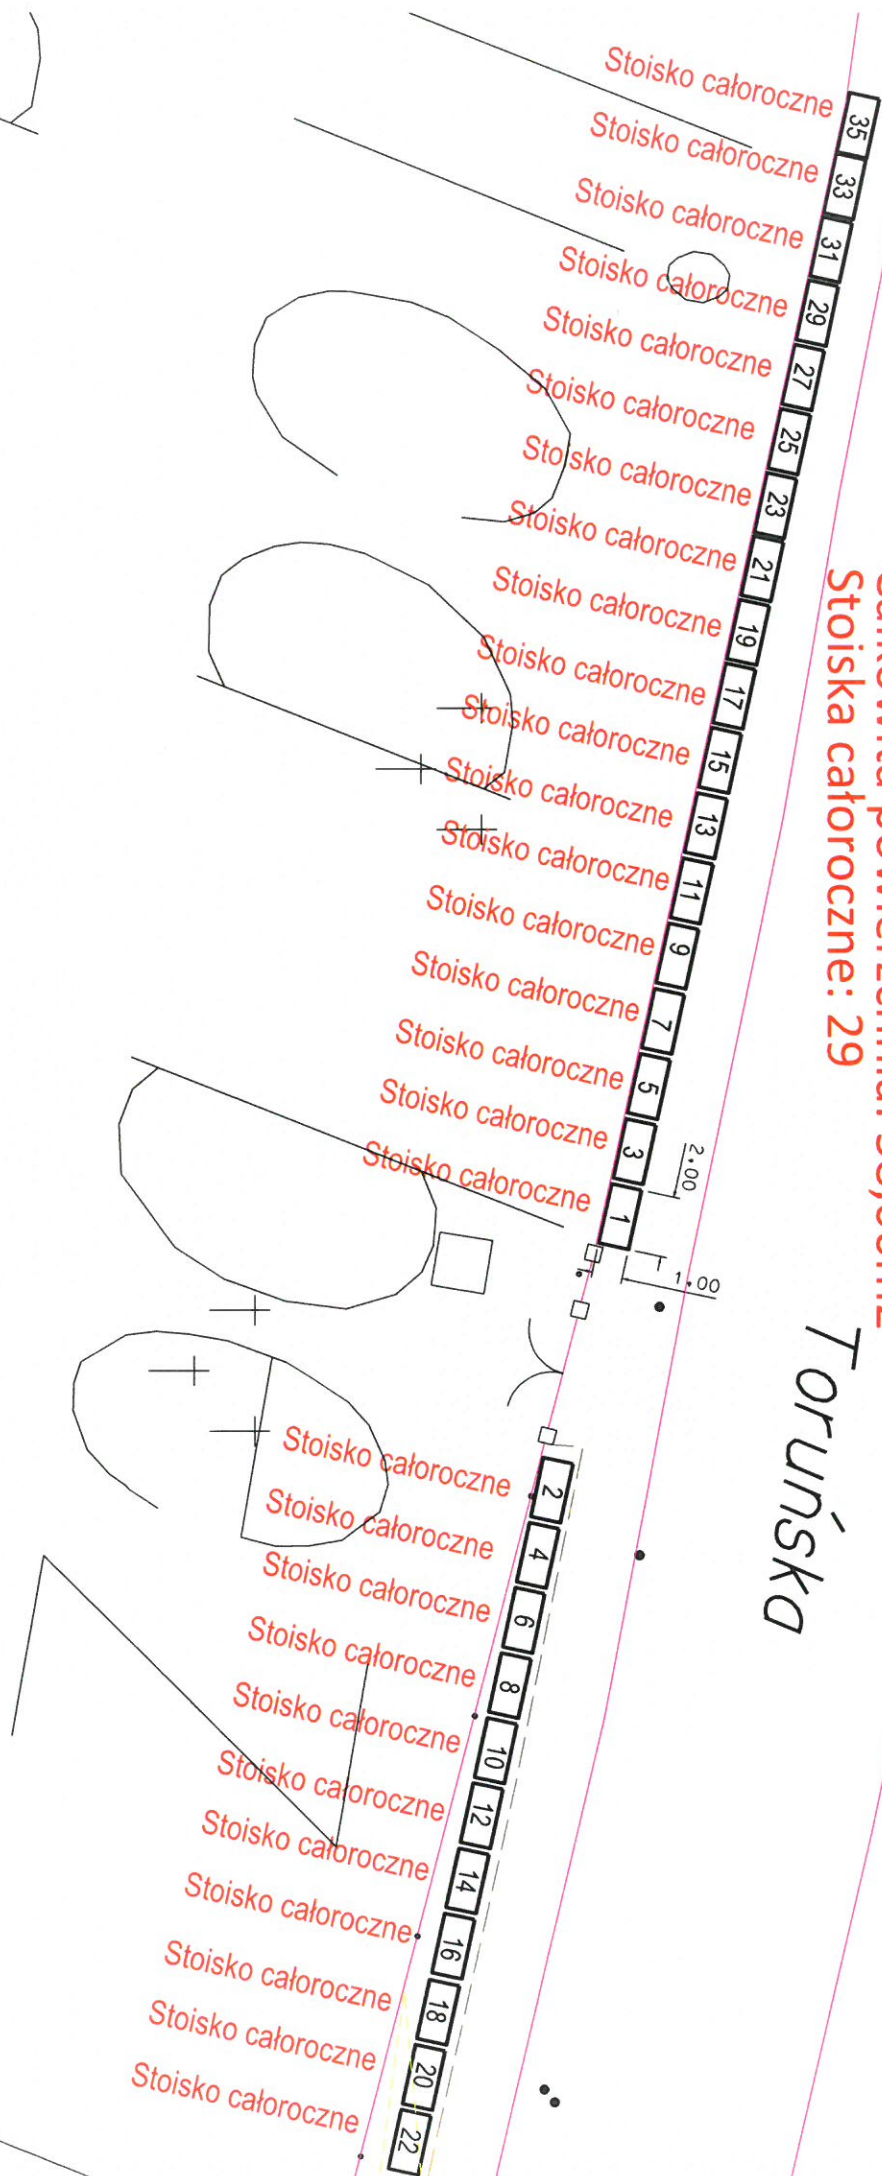 Stoiska całoroczne: 29
Toruńska
Stoisko całoroczne 35
Stoisko całoroczne 33
Stoisko całoroczne 31
Stoisko całoroczne 29
Stoisko całoroczne 27
Stoisko całoroczne 25
Stoisko całoroczne 23
Stoisko całoroczne 21
Stoisko całoroczne 19
Stoisko całoroczne 17
Stoisko całoroczne 15
Stoisko całoroczne 13
Stoisko całoroczne 11
Stoisko całoroczne 9
Stoisko całoroczne 7
Stoisko całoroczne 5
Stoisko całoroczne 3
Stoisko całoroczne 1
2.00
1.00
Stoisko całoroczne 2
Stoisko całoroczne 4
Stoisko całoroczne 6
Stoisko całoroczne 8
Stoisko całoroczne 10
Stoisko całoroczne 12
Stoisko całoroczne 14
Stoisko całoroczne 16
Stoisko całoroczne 18
Stoisko całoroczne 20
Stoisko całoroczne 22